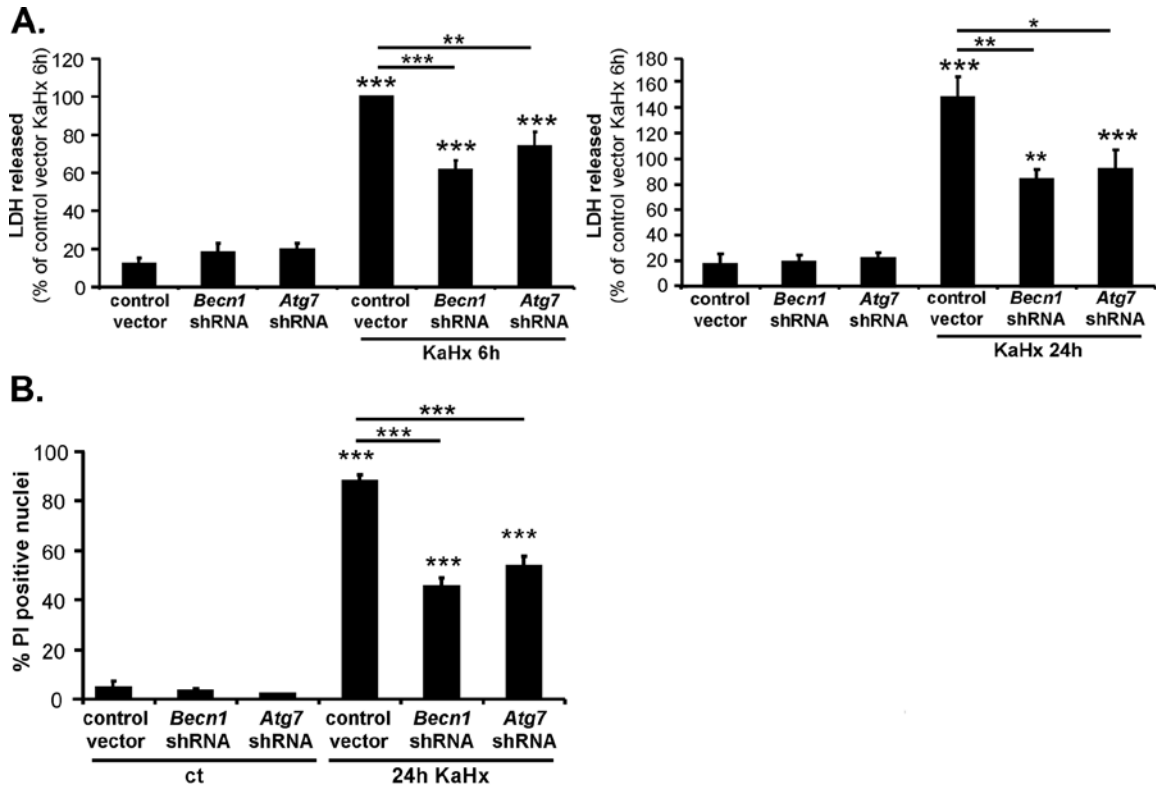 A.
LDH released
(% of control vector KaHx 6h)
120
100
80
60
40
20
0
**
***
***
***
***
control
vector
Becn1
shRNA
Atg7
shRNA
control
vector
Becn1
shRNA
Atg7
shRNA
KaHx 6h
LDH released
(% of control vector KaHx 6h)
180
160
140
120
100
80
60
40
20
0
*
**
***
**
***
control
vector
Becn1
shRNA
Atg7
shRNA
control
vector
Becn1
shRNA
Atg7
shRNA
KaHx 24h
B.
% PI positive nuclei
100
80
60
40
20
0
***
***
***
***
***
control
vector
Becn1
shRNA
Atg7
shRNA
control
vector
Becn1
shRNA
Atg7
shRNA
ct
24h KaHx